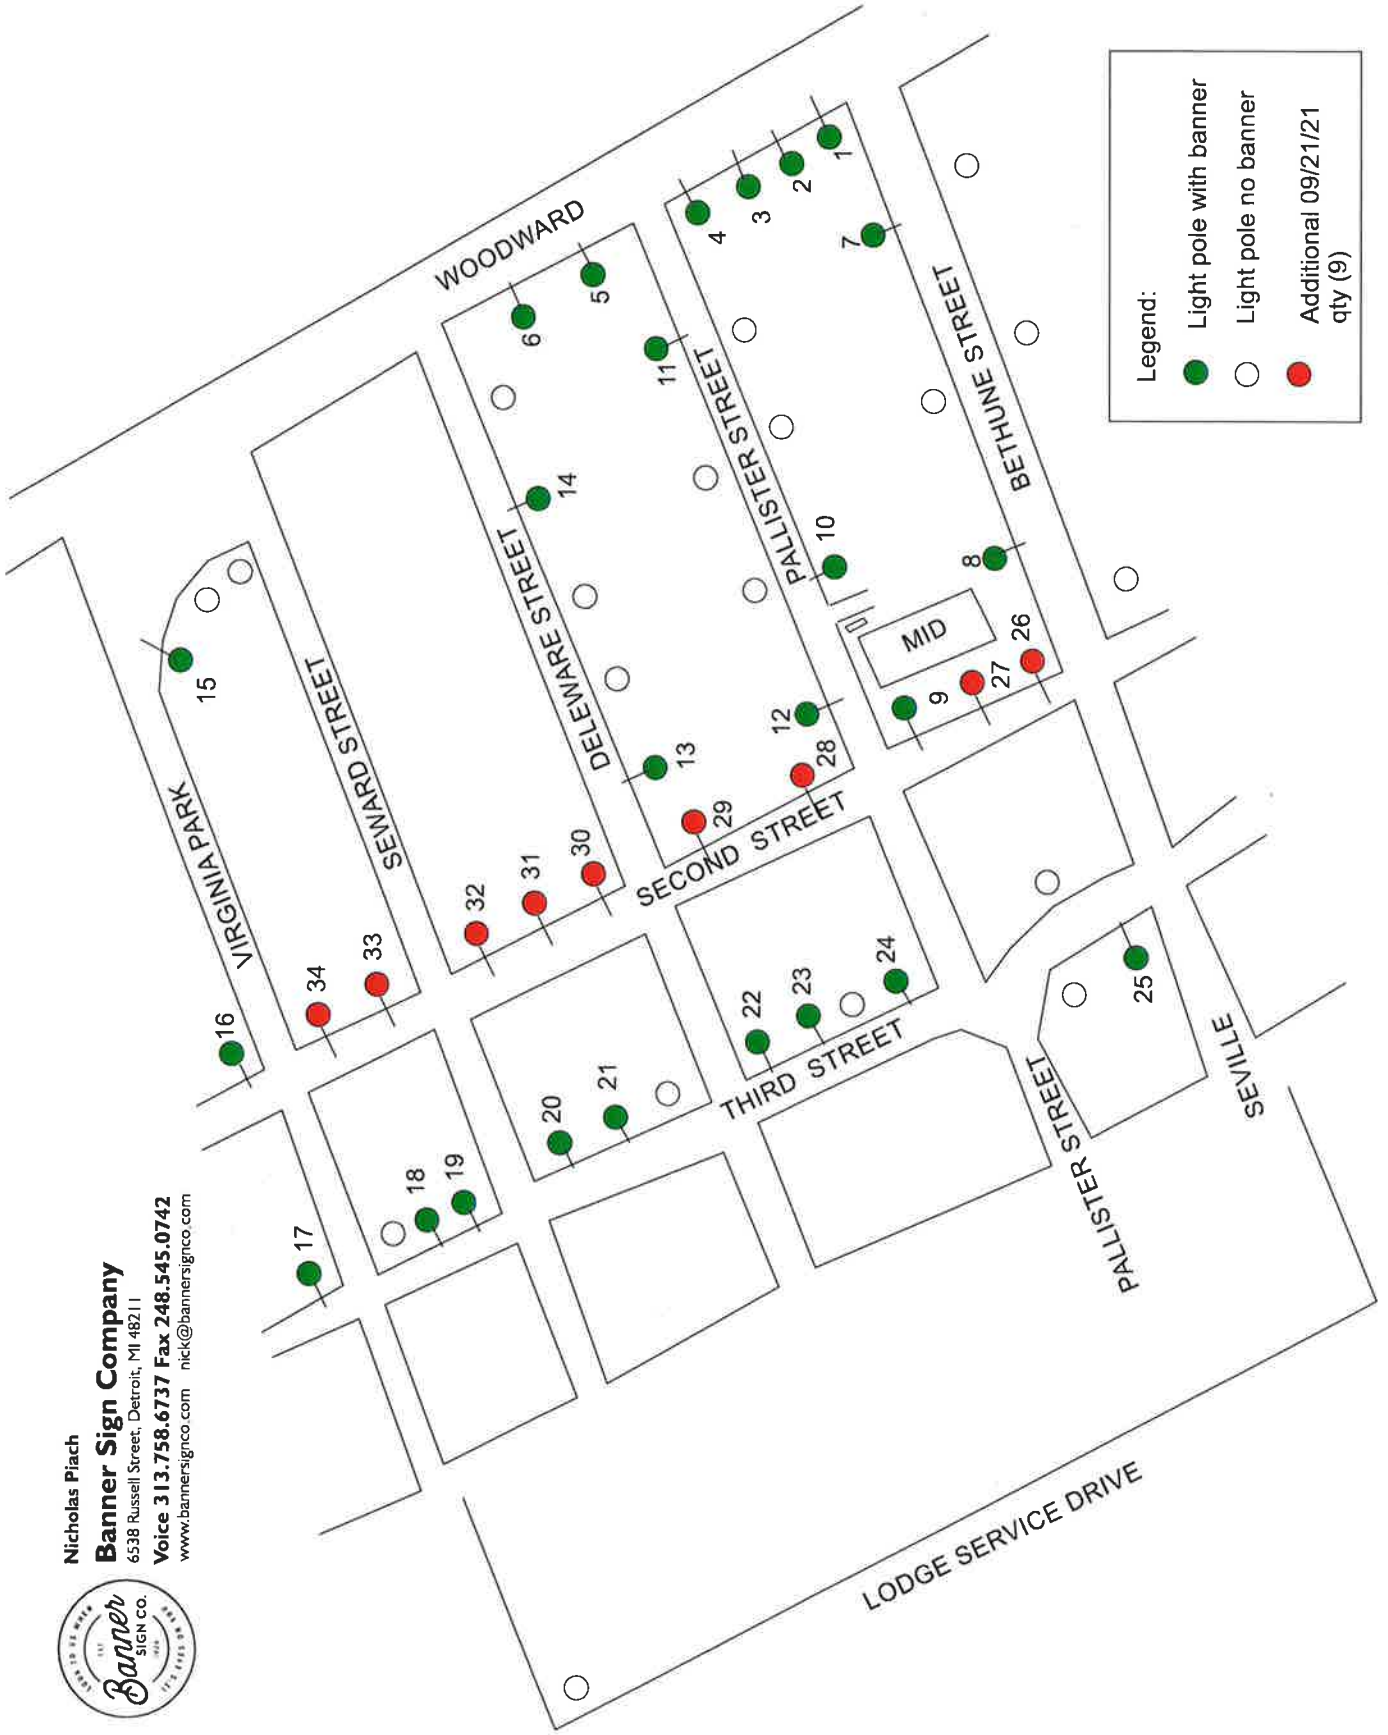 Nicholas Piach
Banner Sign Company
6538 Russell Street, Detroit, MI 48211
Voice 313.758.6737 Fax 248.545.0742
www.bannersignco.com nick@bannersignco.com
LOOK TO US WHEN
EST
Banner
SIGN CO.
WOODWARD
VIRGINIA PARK
SEWARD STREET
DELEWARE STREET
PALLISTER STREET
BETHUNE STREET
SECOND STREET
THIRD STREET
PALLISTER STREET
SEVILLE
LODGE SERVICE DRIVE
MID
1
2
3
4
5
6
7
8
9
10
11
12
13
14
15
16
17
18
19
20
21
22
23
24
25
26
27
28
29
30
31
32
33
34
Legend:
Light pole with banner
Light pole no banner
Additional 09/21/21
qty (9)